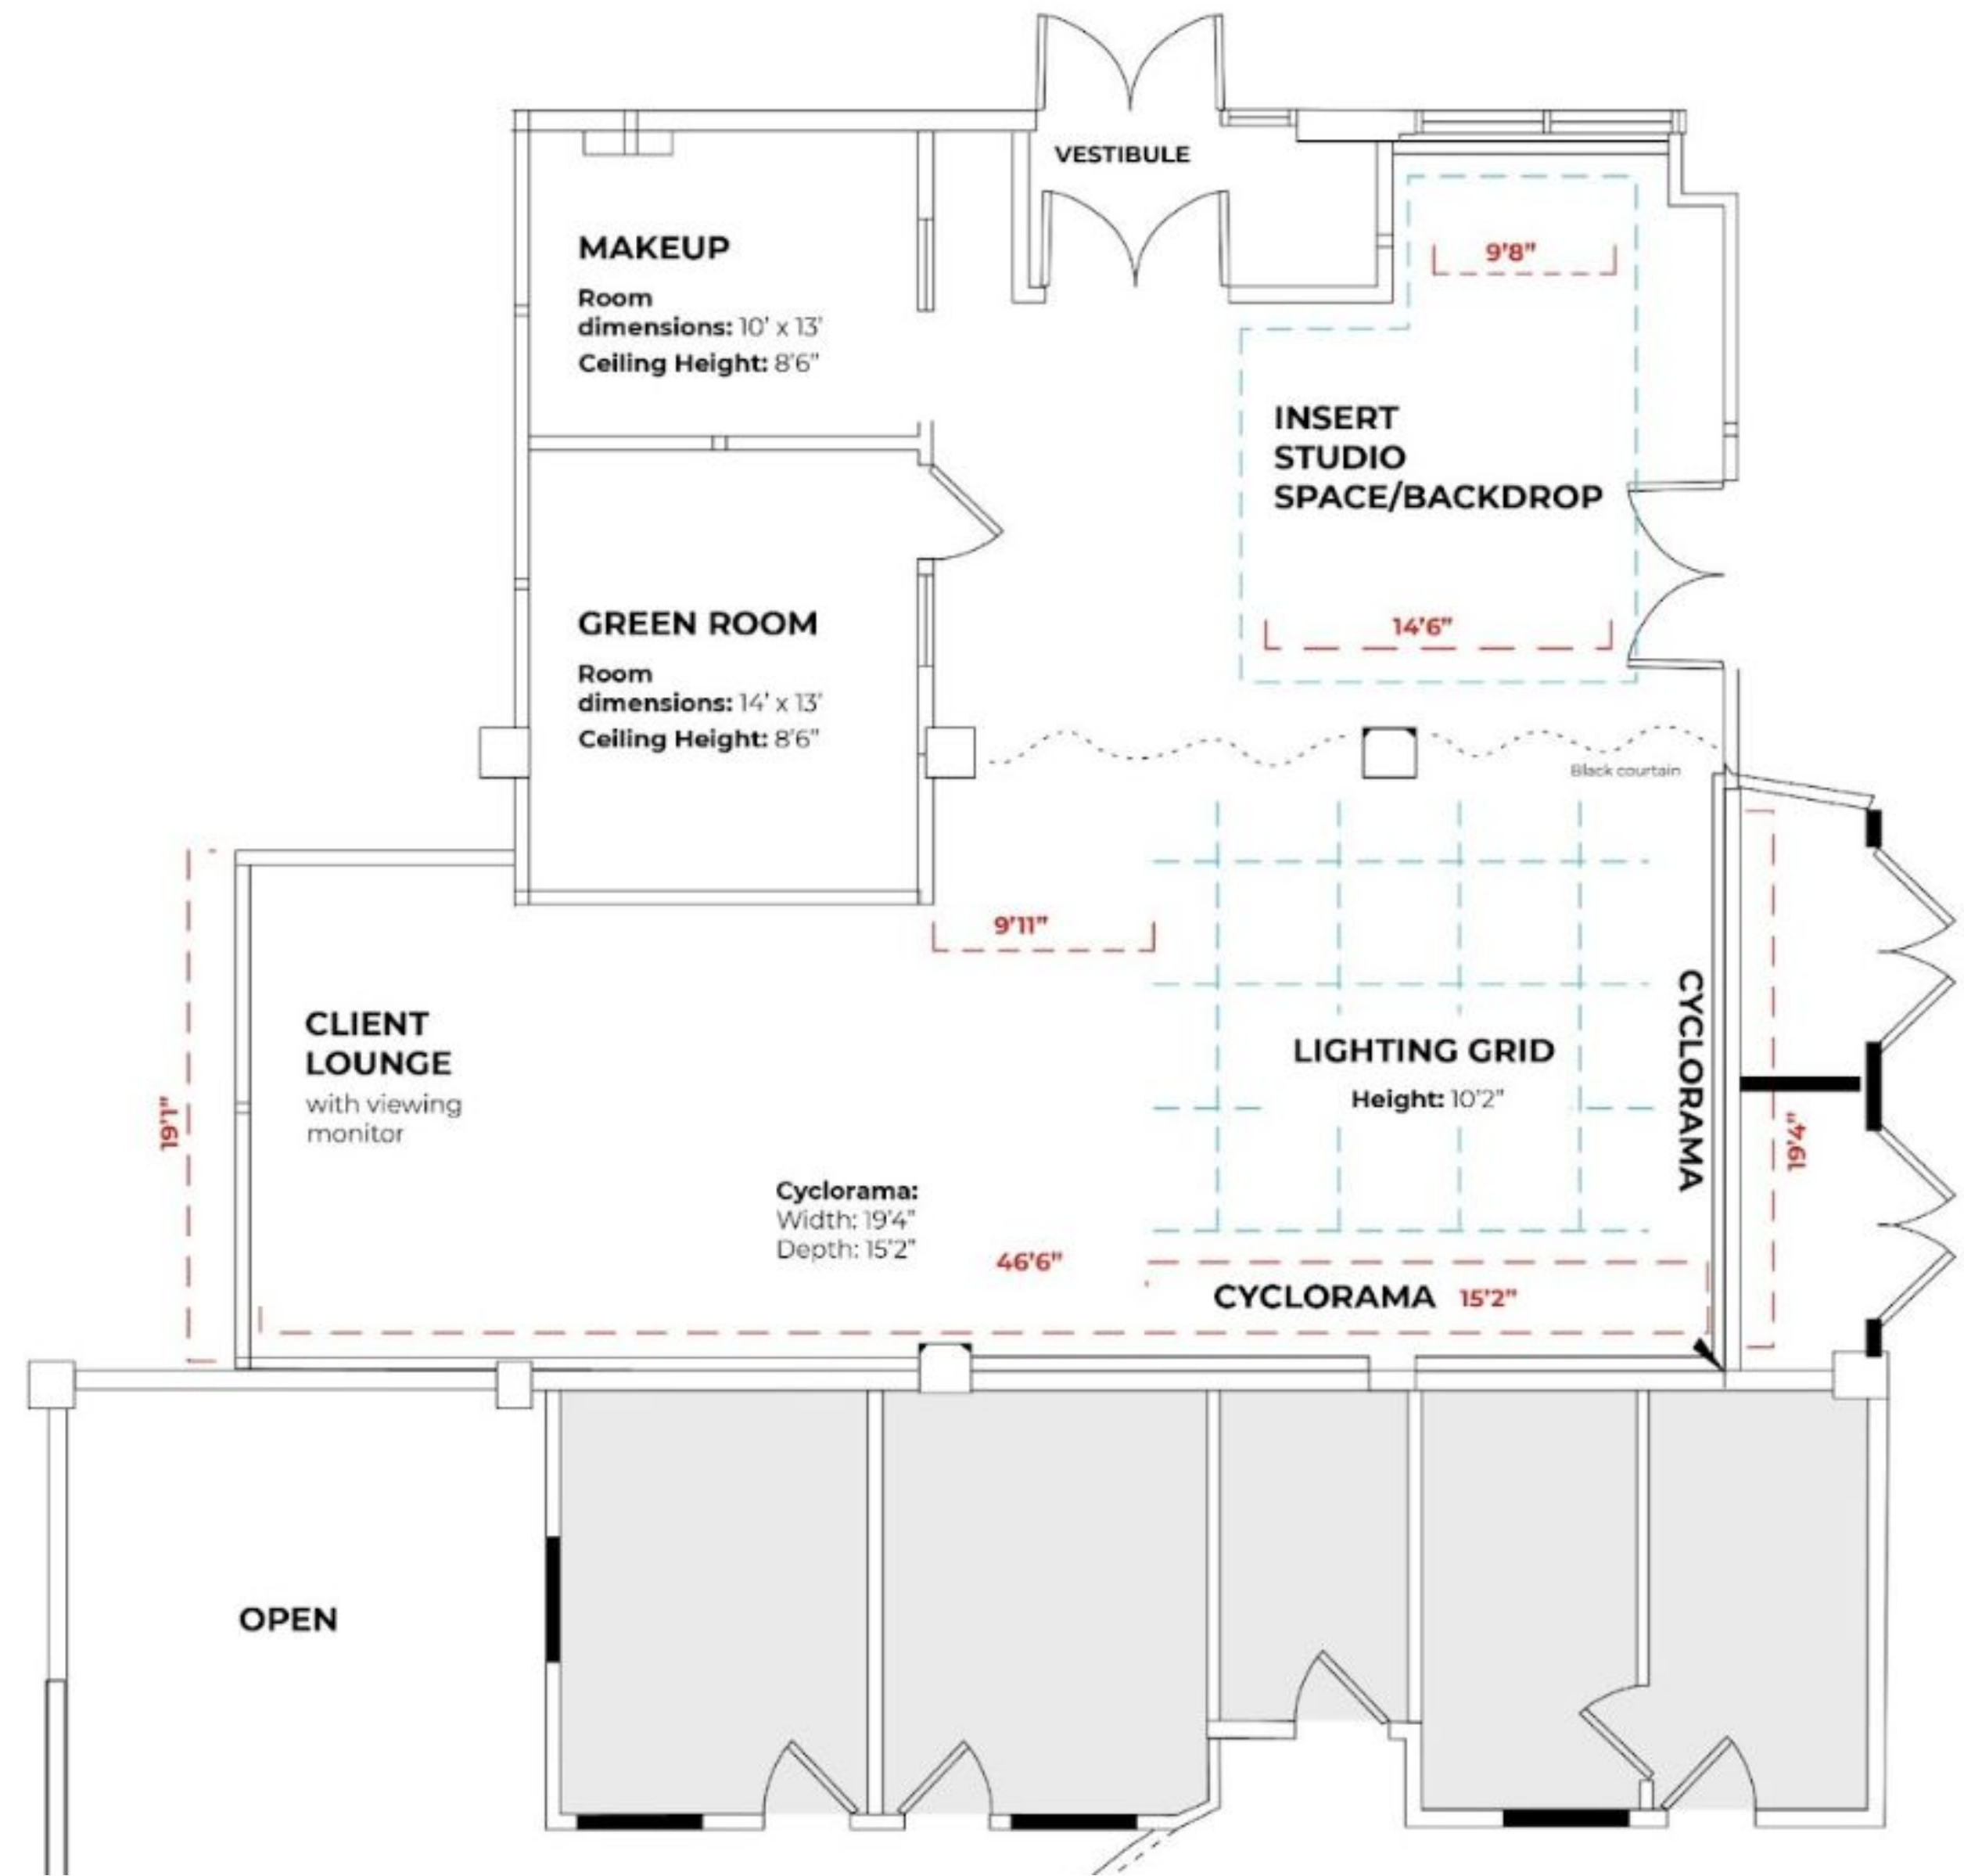 VESTIBULE
MAKEUP
Room
dimensions: 10' x 13'
Ceiling Height: 8'6”
9'8”
INSERT
STUDIO
SPACE/BACKDROP
14'6”
GREEN ROOM
Room
dimensions: 14' x 13'
Ceiling Height: 8'6”
Black courtain
9'11”
CLIENT
LOUNGE
with viewing
monitor
19'1”
LIGHTING GRID
Height: 10'2”
CYCLORAMA
19'4”
Cyclorama:
Width: 19'4”
Depth: 15'2”
46'6”
CYCLORAMA 15'2”
OPEN